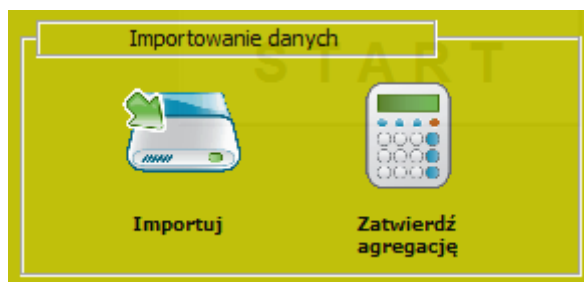 Importowanie danych
START
Importuj
Zatwierdź
agregację